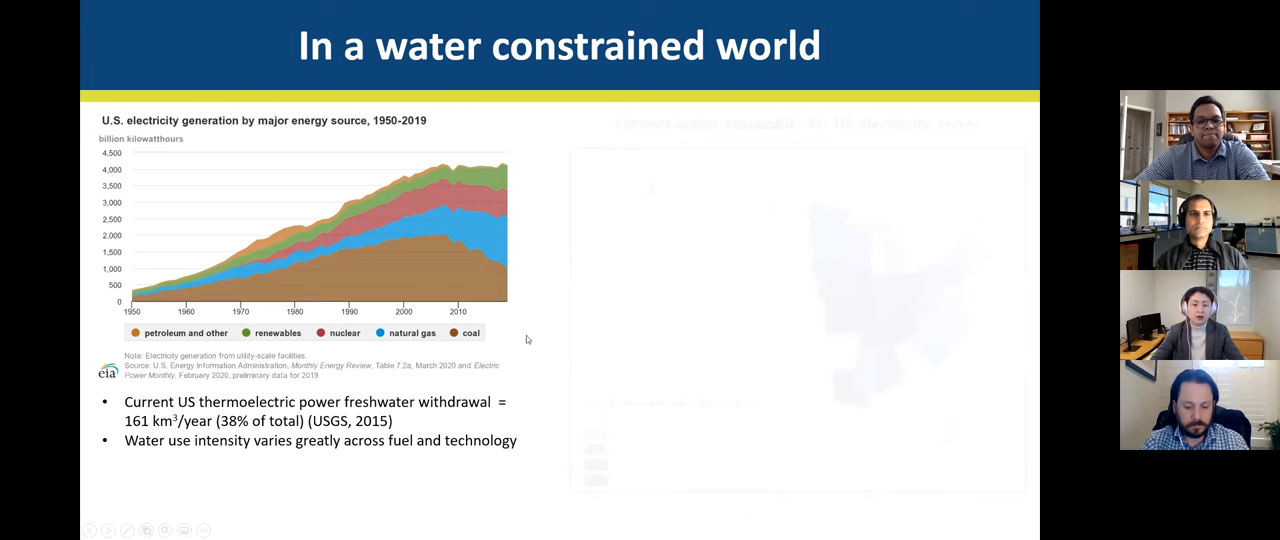 In a water constrained world
U.S. electricity generation by major energy source, 1950-2019
billion kilowatthours
4,500
4,000
3,500
3,000
2,500
2,000
1,500
1,000
500
0
1950 1960 1970 1980 1990 2000 2010
petroleum and other renewables nuclear natural gas coal
Note: Electricity generation from utility-scale facilities.
Source: U.S. Energy Information Administration, Monthly Energy Review, Table 7.2a, March 2020 and Electric
Power Monthly, February 2020, preliminary data for 2019
eia
• Current US thermoelectric power freshwater withdrawal =
161 km³/year (38% of total) (USGS, 2015)
• Water use intensity varies greatly across fuel and technology